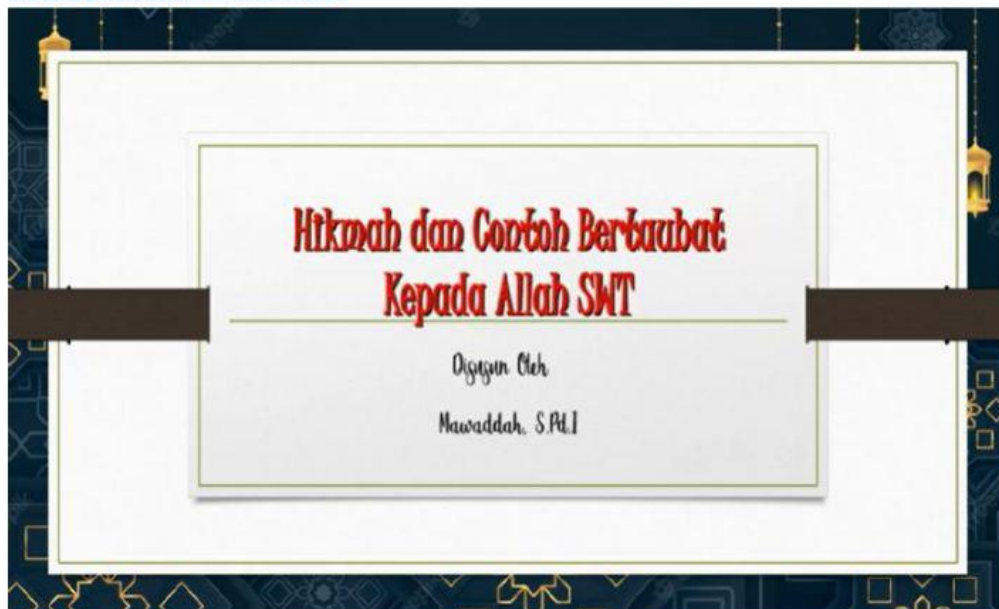 Hikmah dan Contoh Bertaubat
Kepada Allah SWT
Disusun Oleh
Mawaddah, S.Pd.I